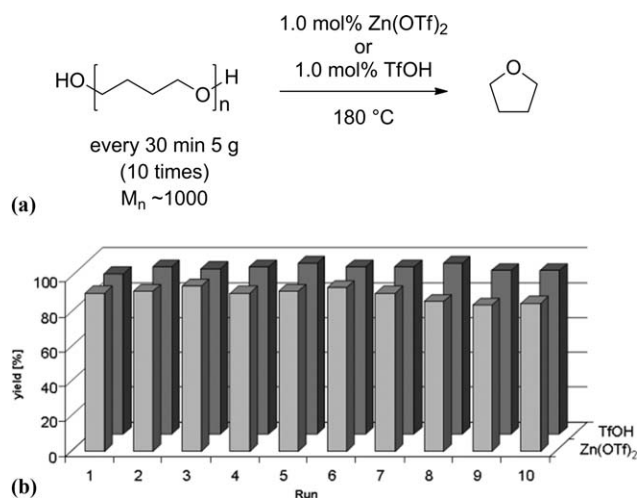 1.0 mol% Zn(OTf)2
or
1.0 mol% TfOH
180 °C
HO
O
H
n
O
every 30 min 5 g
(10 times)
Mn ~1000
(a)
100
80
60
40
20
0
yield [%]
TfOH
Zn(OTf)2
1 2 3 4 5 6 7 8 9 10
Run
(b)